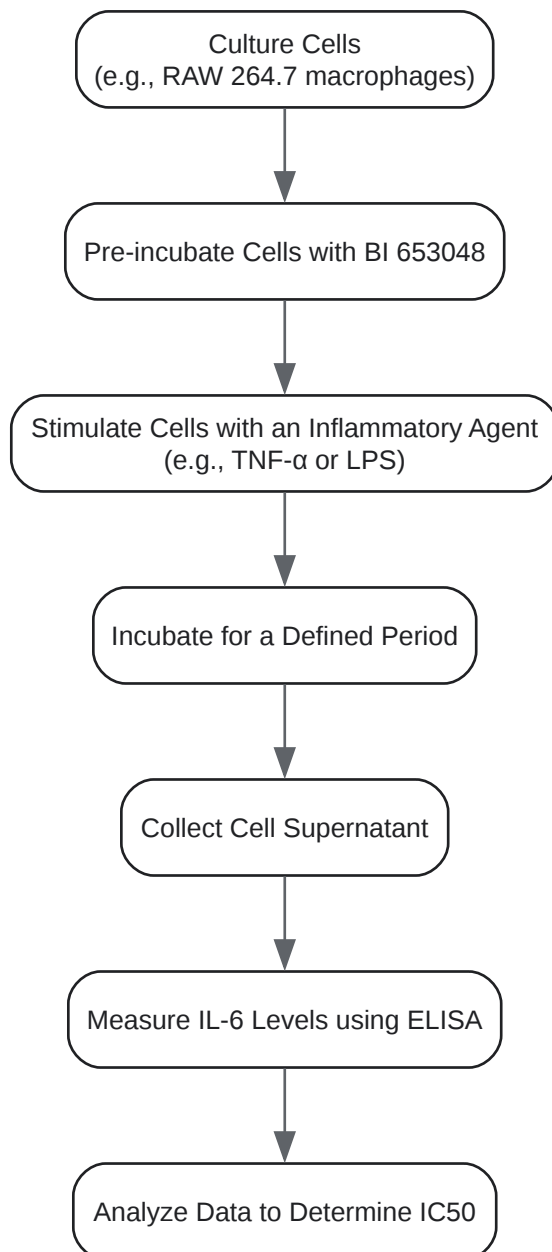 Culture Cells
(e.g., RAW 264.7 macrophages)
Pre-incubate Cells with BI 653048
Stimulate Cells with an Inflammatory Agent
(e.g., TNF-α or LPS)
Incubate for a Defined Period
Collect Cell Supernatant
Measure IL-6 Levels using ELISA
Analyze Data to Determine IC50